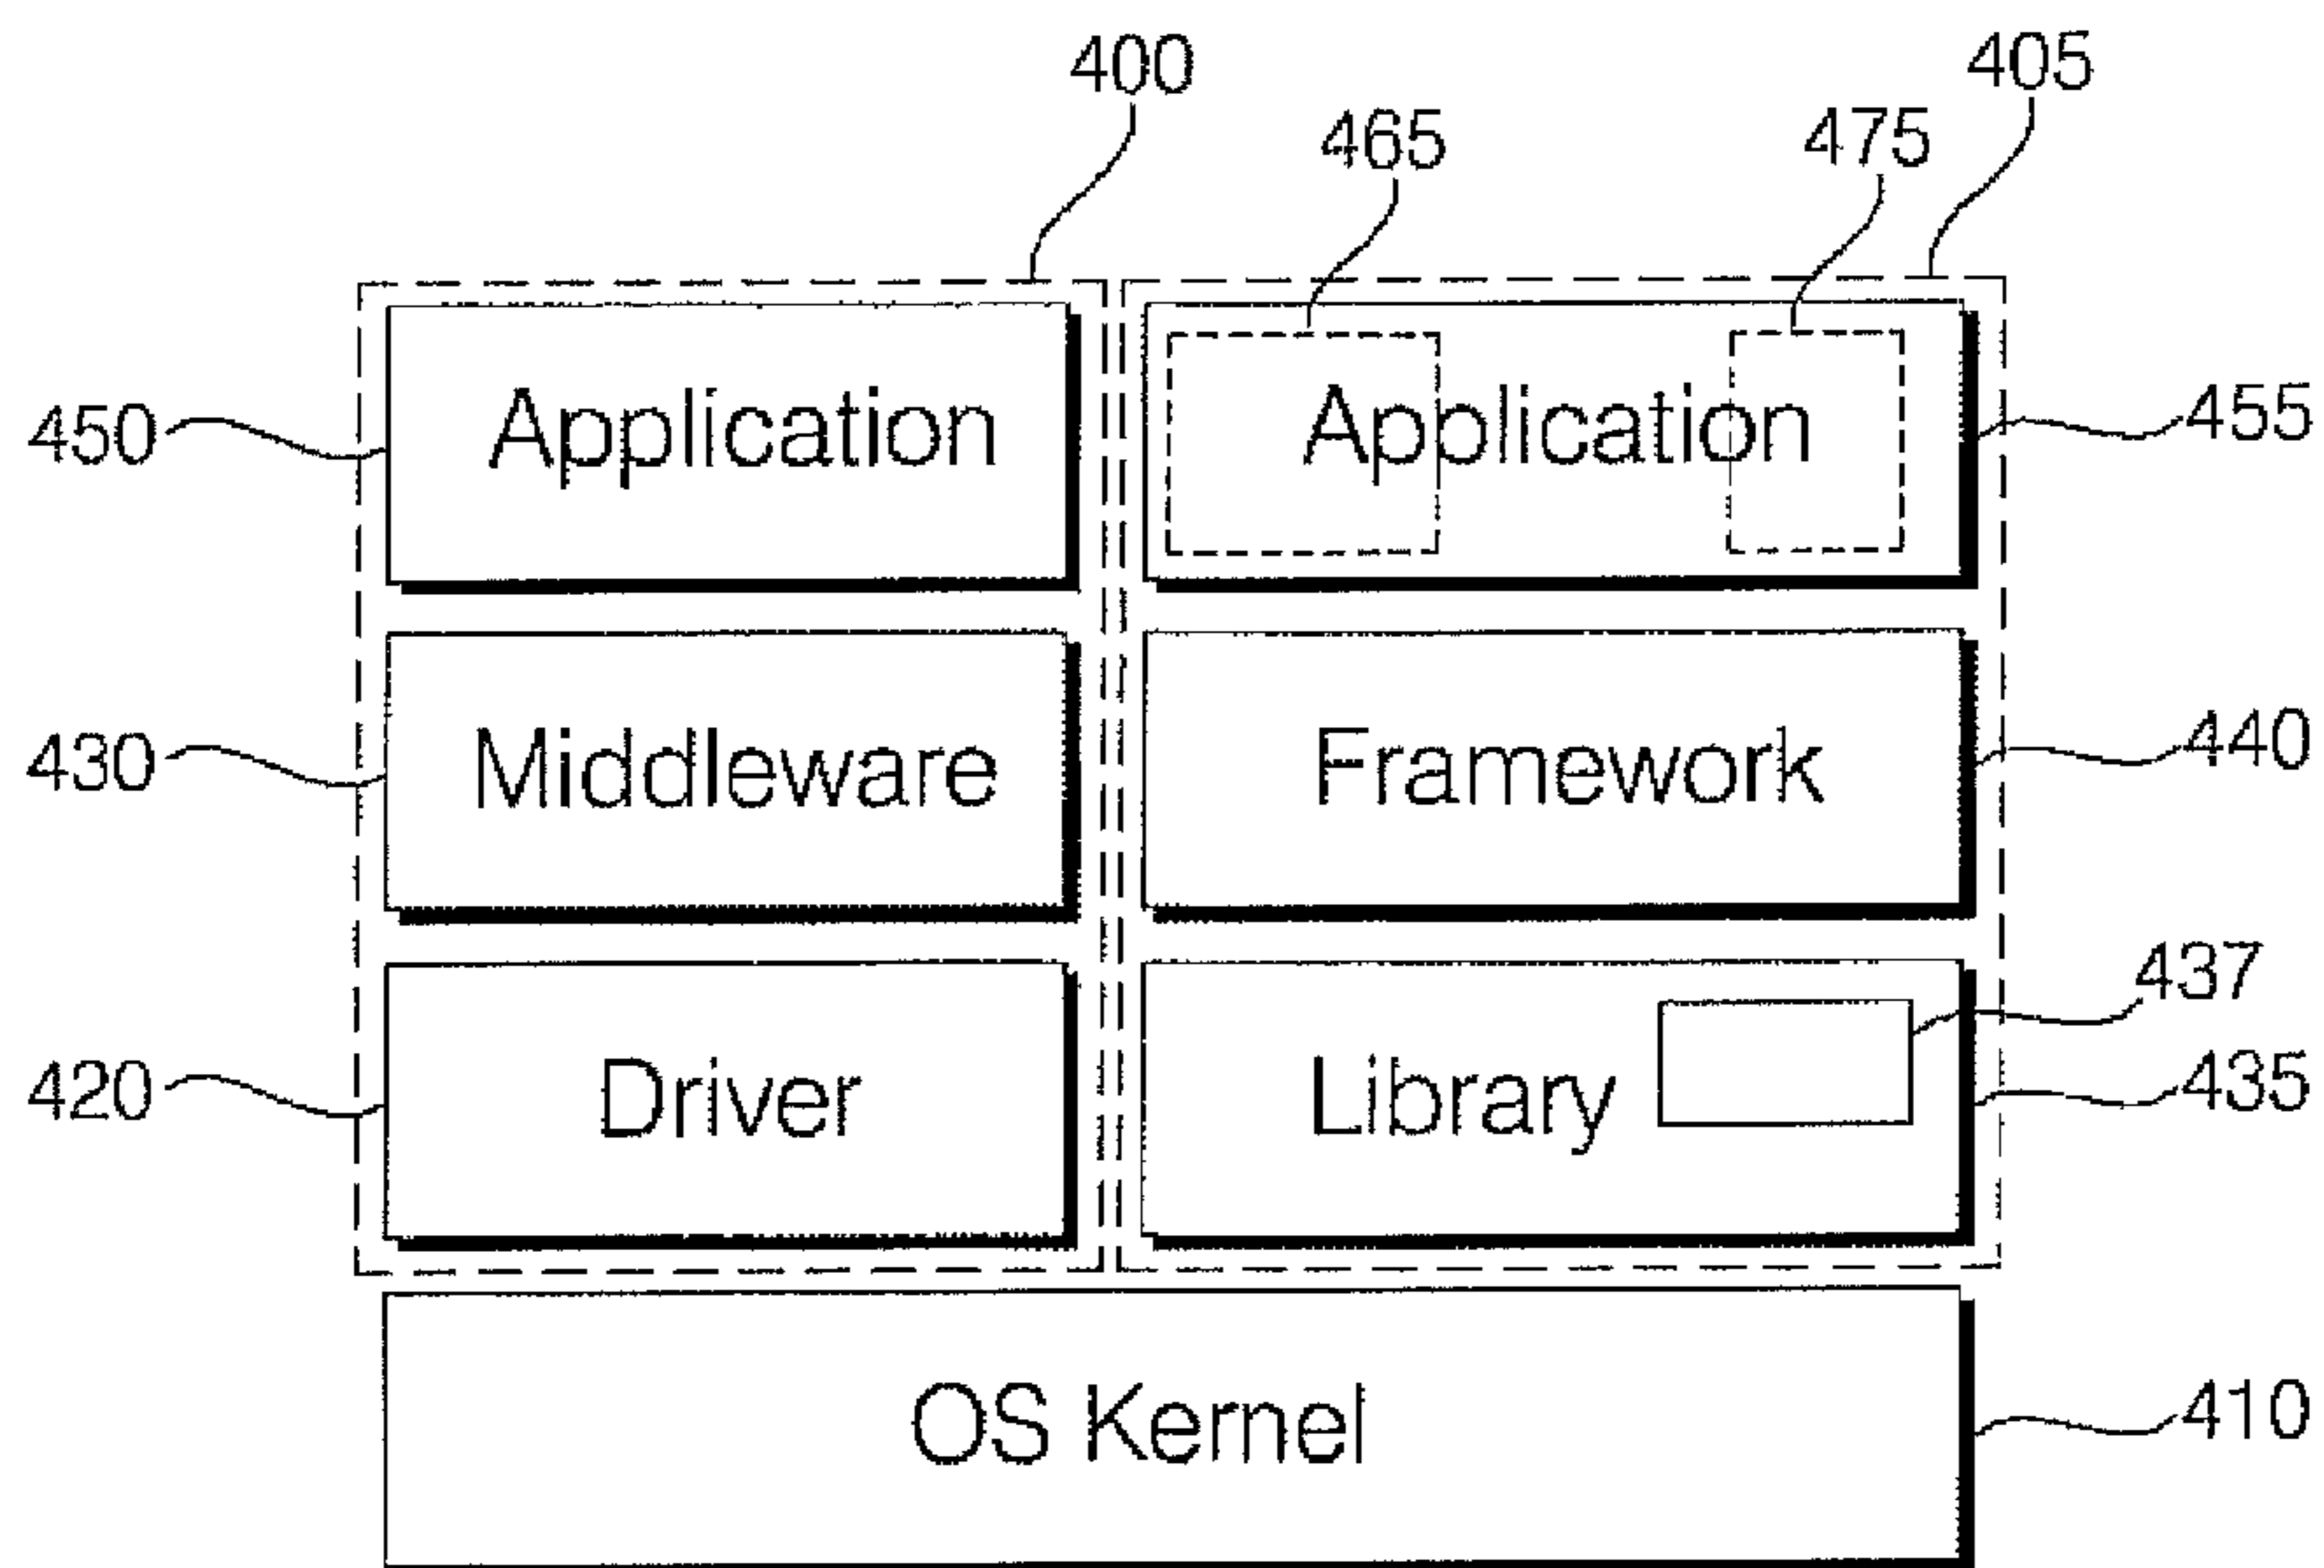 400 405
465 475
450 Application Application 455
430 Middleware Framework 440
437
420 Driver Library 435
OS Kernel 410